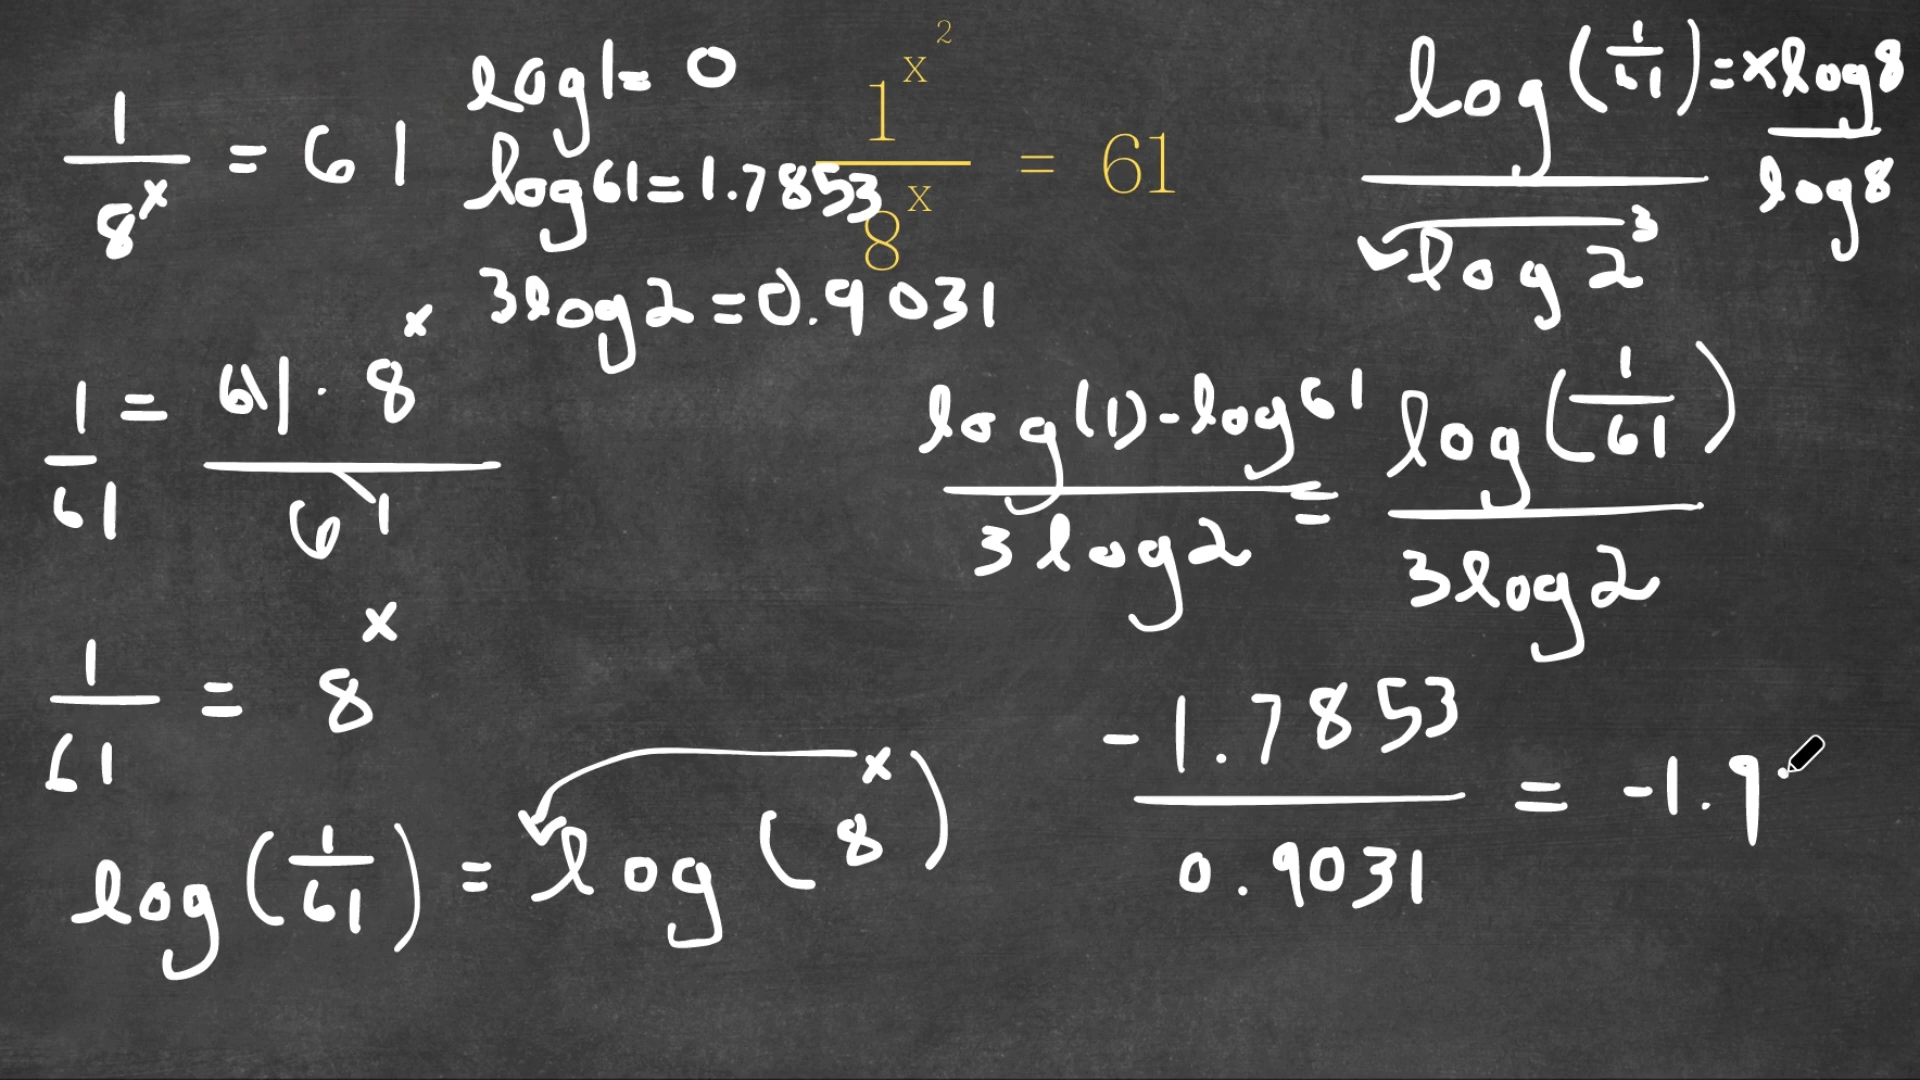 1^x^2 / 8^x = 61
1 / 8^x = 61
log1 = 0
log61 = 1.7853
3log2 = 0.9031
1 / 61 = 61 · 8^x / 61
1 / 61 = 8^x
log(1/61) = log(8^x)
log(1/61) / log2^3 = xlog8 / log8
log(1)-log61 / 3log2 = log(1/61) / 3log2
-1.7853 / 0.9031 = -1.9